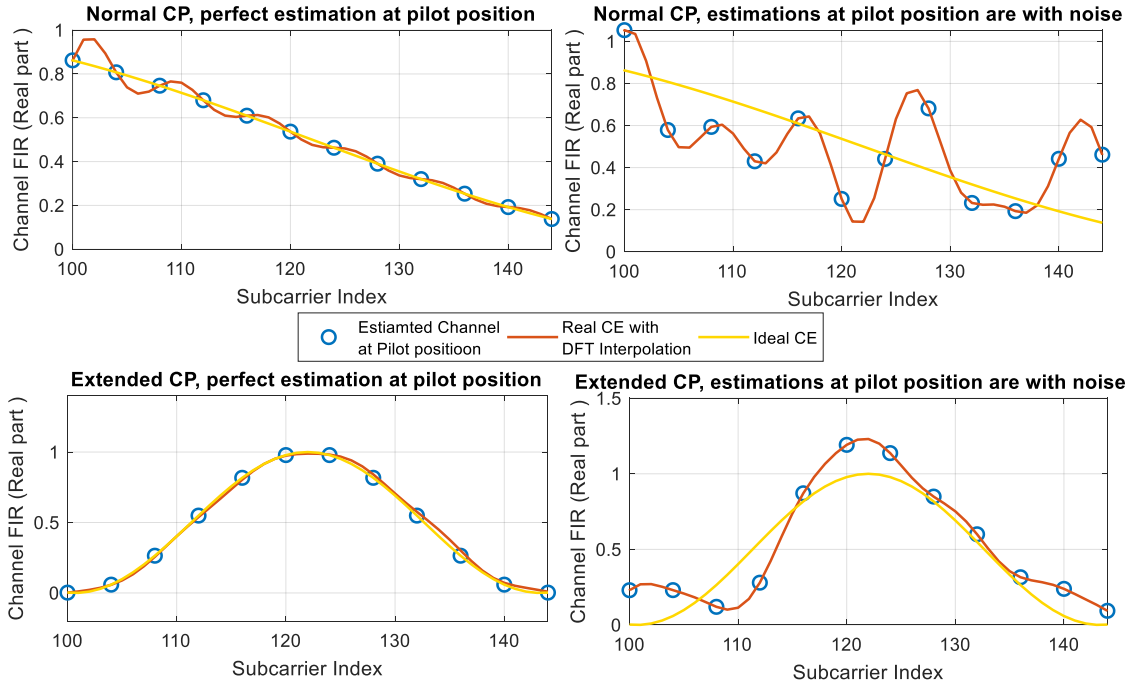 Normal CP, perfect estimation at pilot position
Channel FIR (Real part )
1
0.8
0.6
0.4
0.2
0
100
110
120
130
140
Subcarrier Index
Normal CP, estimations at pilot position are with noise
Channel FIR (Real part )
1
0.8
0.6
0.4
0.2
0
100
110
120
130
140
Subcarrier Index
Estiamted Channel
at Pilot positioon
Real CE with
DFT Interpolation
Ideal CE
Extended CP, perfect estimation at pilot position
Channel FIR (Real part )
1
0.5
0
100
110
120
130
140
Subcarrier Index
Extended CP, estimations at pilot position are with noise
Channel FIR (Real part )
1.5
1
0.5
0
100
110
120
130
140
Subcarrier Index